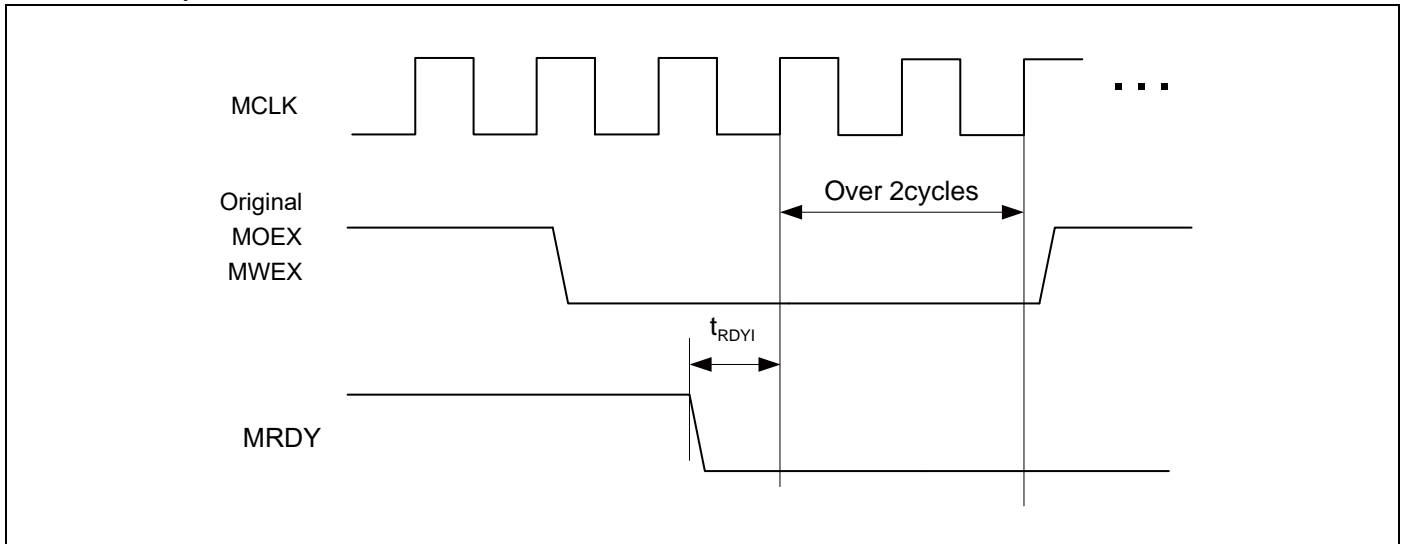 MCLK
Over 2cycles
Original
MOEX
MWEX
tRDYI
MRDY